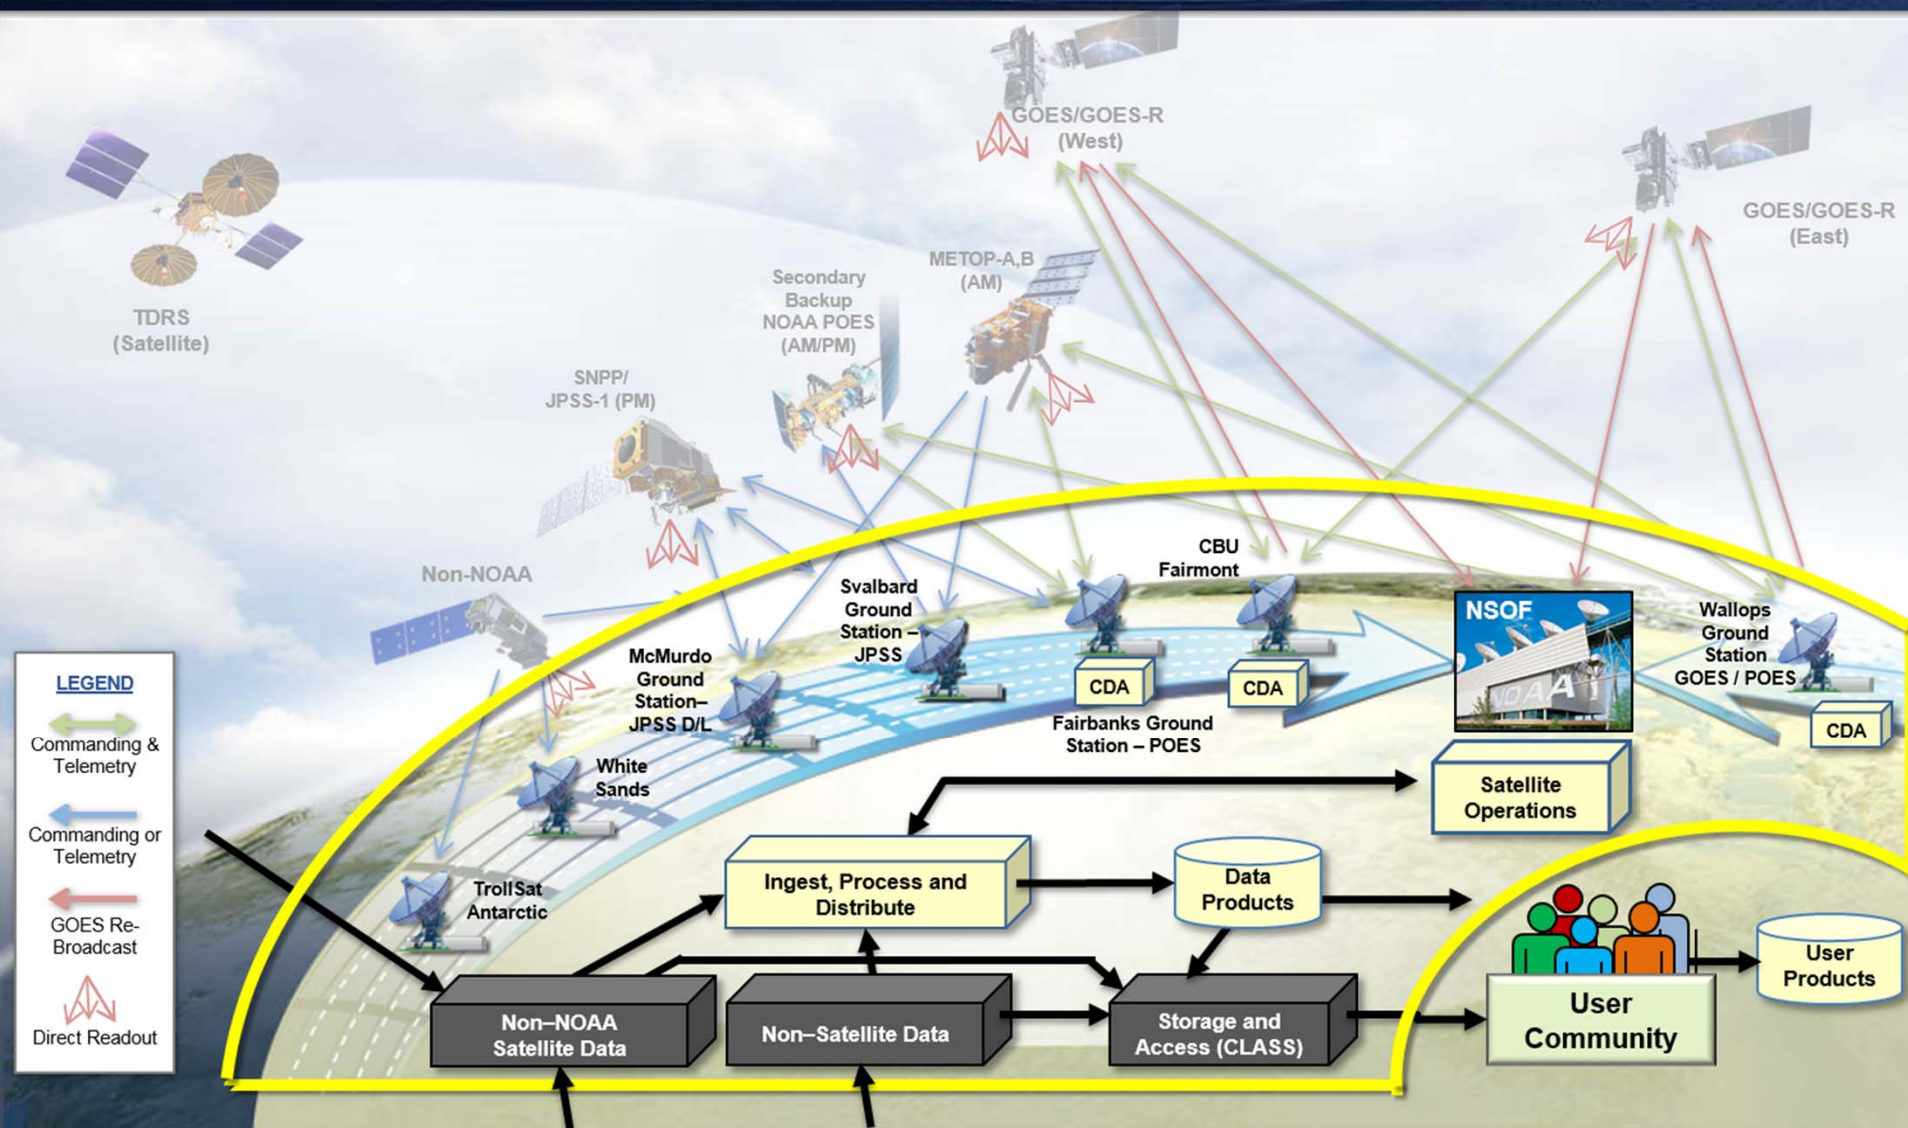 GOES/GOES-R
(West)
GOES/GOES-R
(East)
METOP-A,B
(AM)
Secondary
Backup
NOAA POES
(AM/PM)
TDRS
(Satellite)
SNPP/
JPSS-1 (PM)
Non-NOAA
CBU
Fairmont
Svalbard
Ground
Station –
JPSS
NSOF
NOAA
Wallops
Ground
Station
GOES / POES
McMurdo
Ground
Station–
JPSS D/L
CDA
CDA
CDA
Fairbanks Ground
Station – POES
White
Sands
TrollSat
Antarctic
LEGEND
Commanding &
Telemetry
Commanding or
Telemetry
GOES Re-
Broadcast
Direct Readout
Satellite
Operations
Ingest, Process and
Distribute
Data
Products
Non–NOAA
Satellite Data
Non–Satellite Data
Storage and
Access (CLASS)
User
Community
User
Products